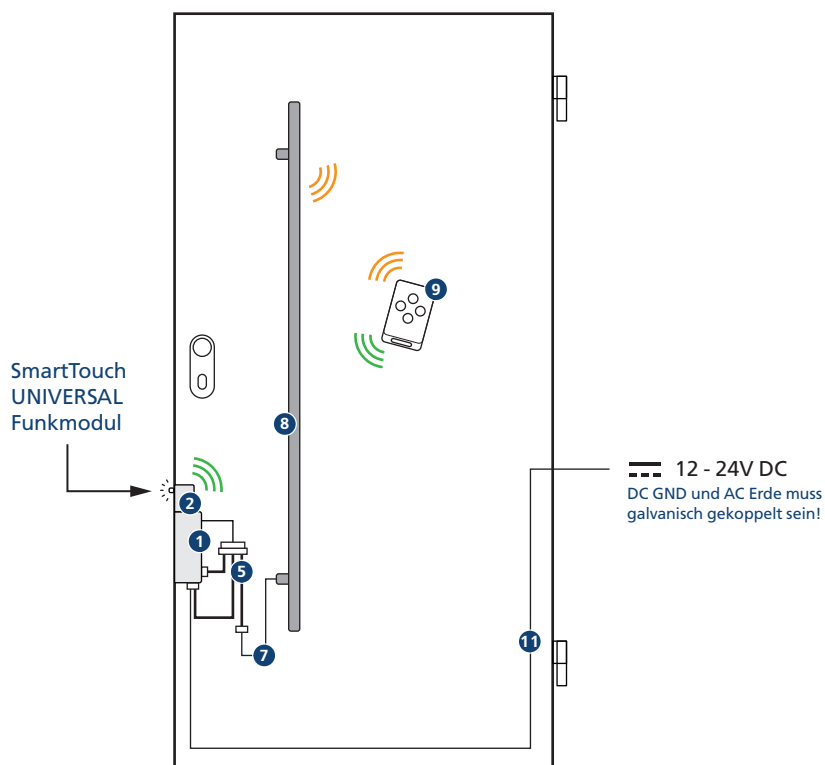 9
SmartTouch
UNIVERSAL
Funkmodul
8
12 - 24V DC
DC GND und AC Erde muss
galvanisch gekoppelt sein!
2
1
5
11
7